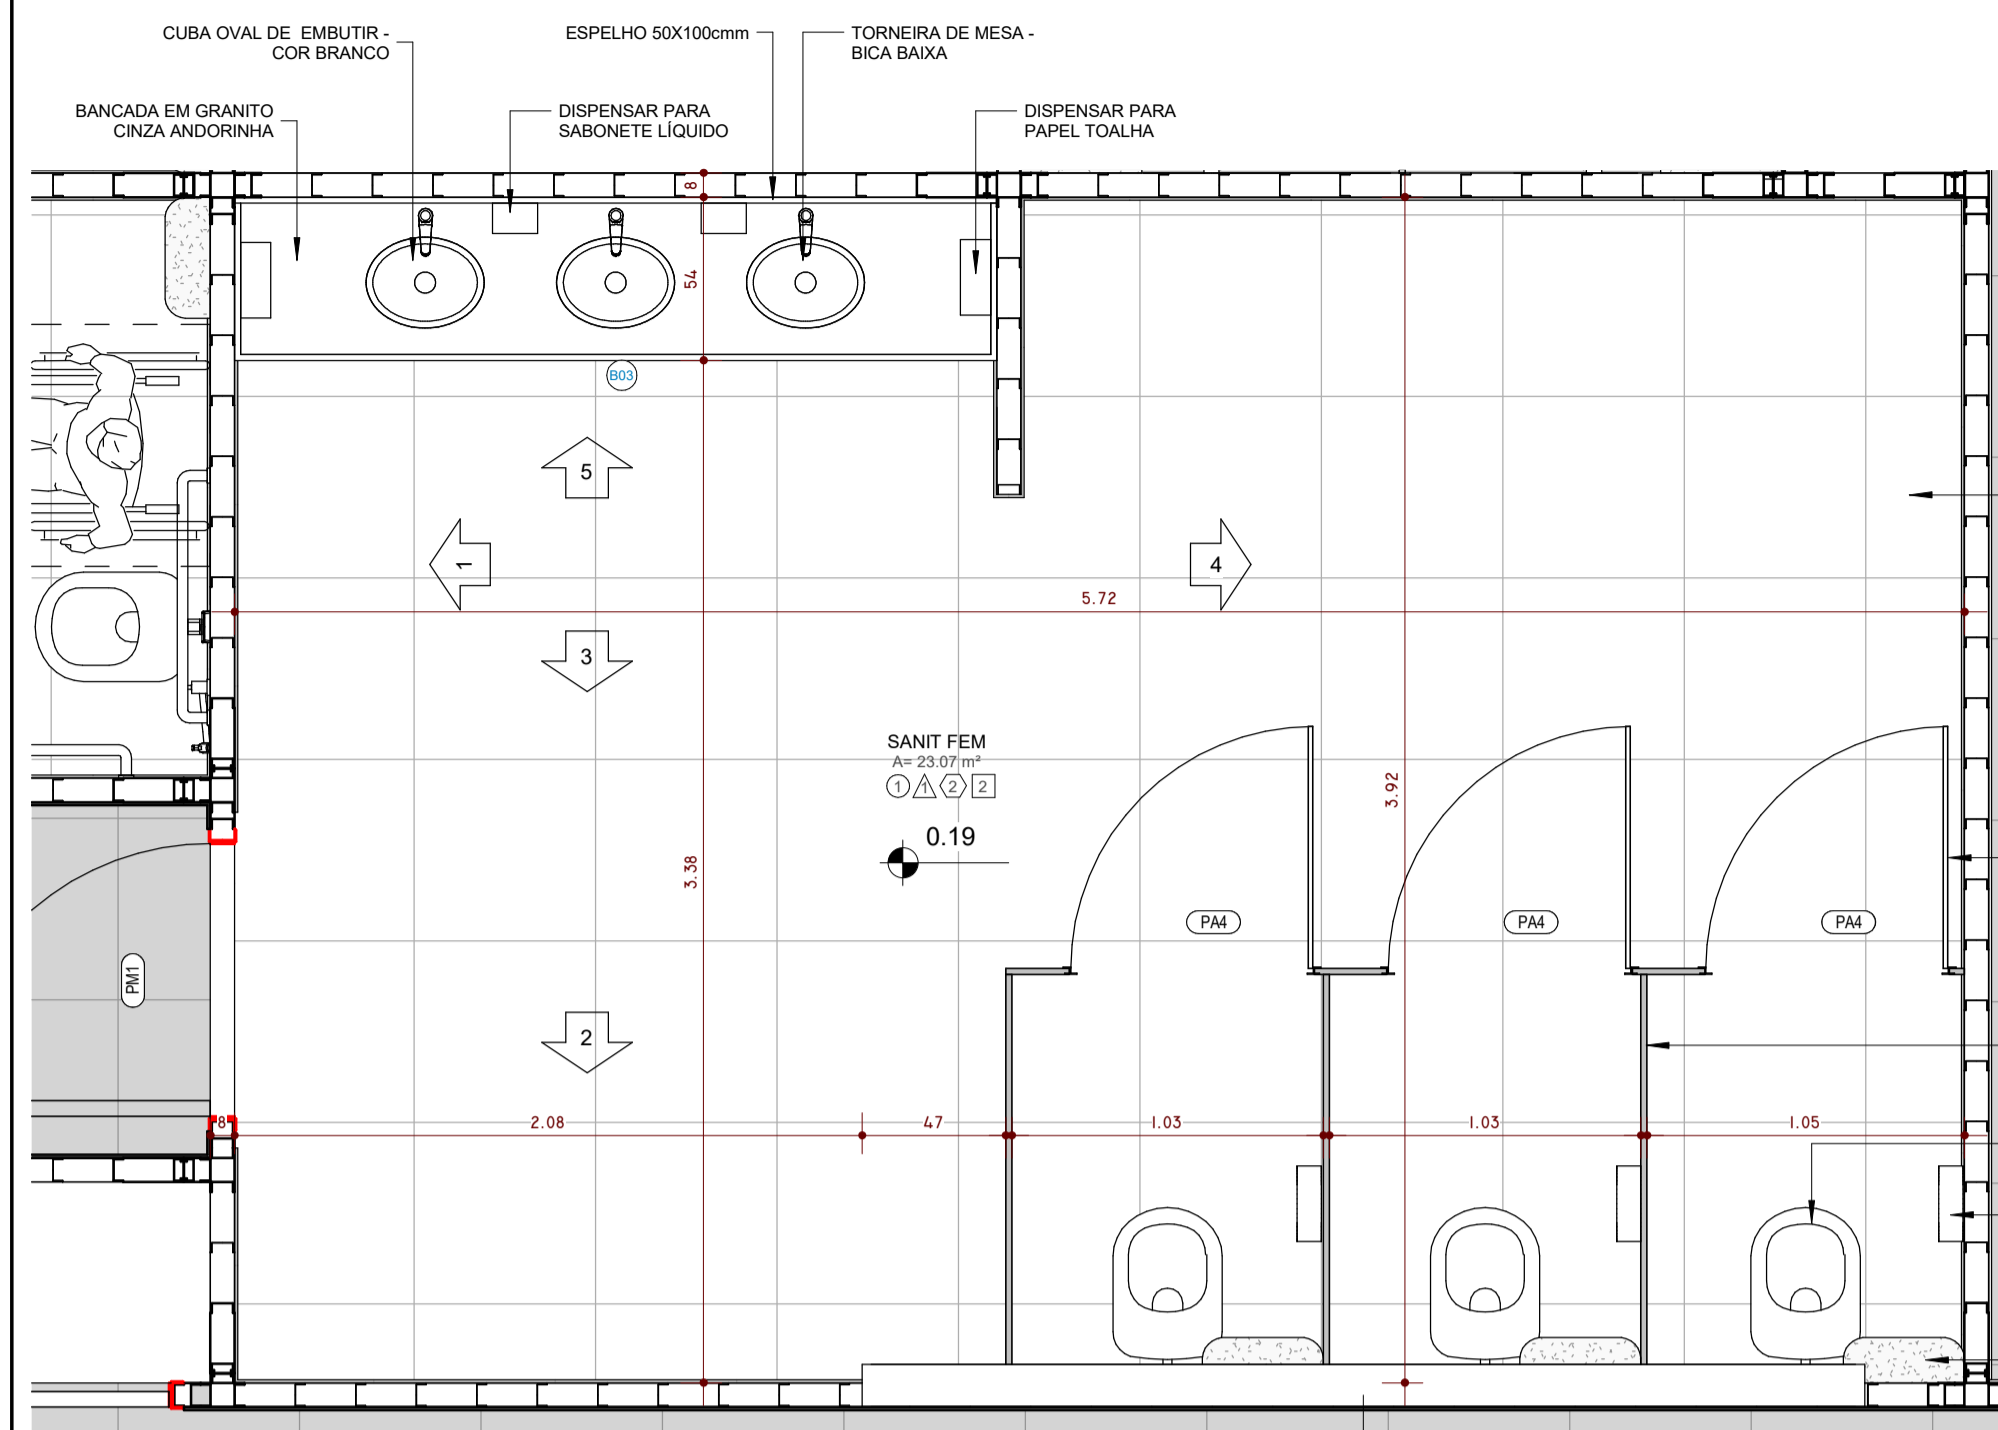 CUBA OVAL DE EMBUTIR -
COR BRANCO
ESPELHO 50X100cmm
TORNEIRA DE MESA -
BICA BAIXA
BANCADA EM GRANITO
CINZA ANDORINHA
DISPENSAR PARA
SABONETE LÍQUIDO
DISPENSAR PARA
PAPEL TOALHA
8
54
B03
5
1
4
5.72
3
SANIT FEM
A= 23.07 m²
1 1 2 2
0.19
3.92
3.38
PA4
PA4
PA4
PM1
2
8
2.08
47
1.03
1.03
1.05